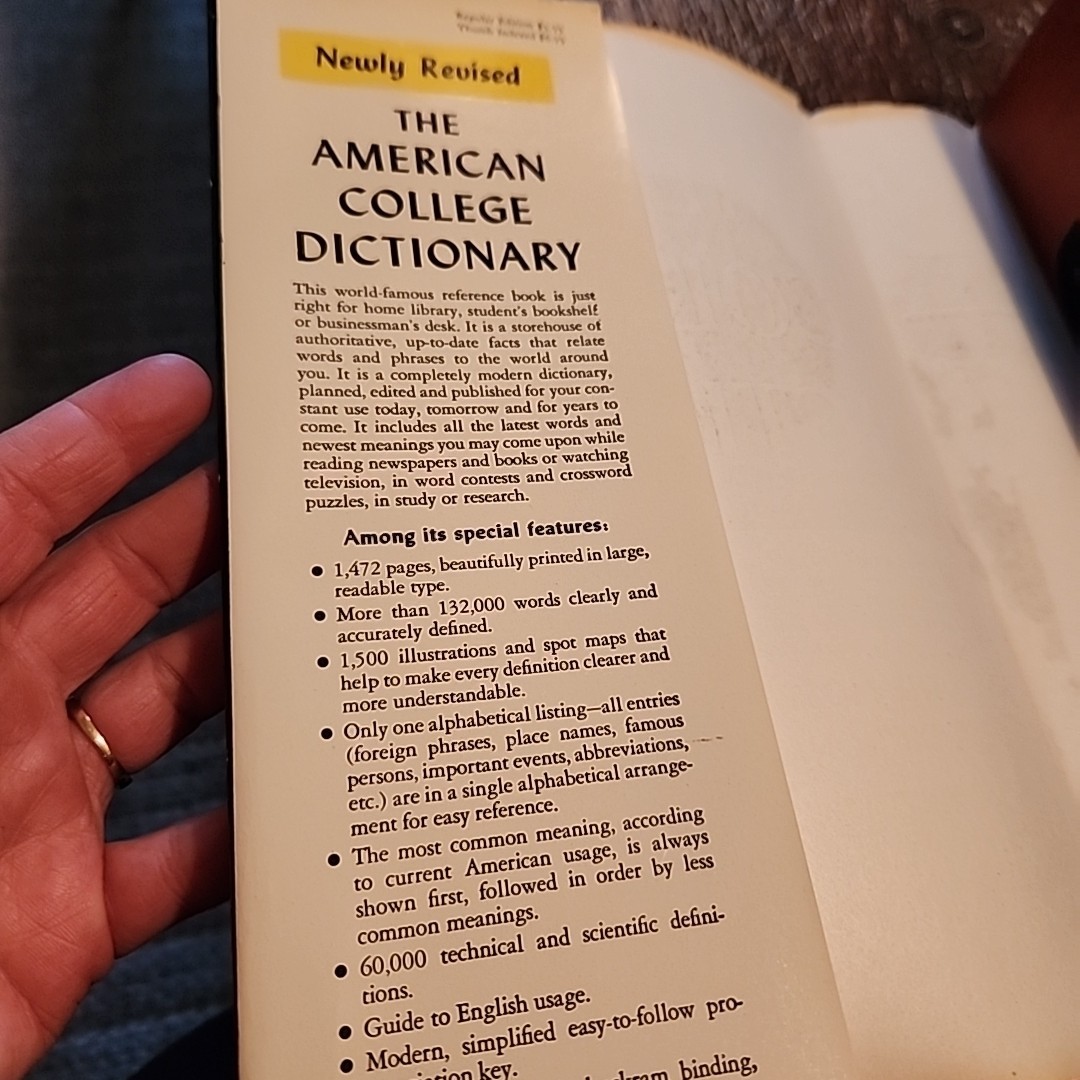 Regular Edition
Thumb Indexed
Newly Revised
THE
AMERICAN
COLLEGE
DICTIONARY
This world-famous reference book is just
right for home library, student's bookshelf
or businessman's desk. It is a storehouse of
authoritative, up-to-date facts that relate
words and phrases to the world around
you. It is a completely modern dictionary,
planned, edited and published for your con-
stant use today, tomorrow and for years to
come. It includes all the latest words and
newest meanings you may come upon while
reading newspapers and books or watching
television, in word contests and crossword
puzzles, in study or research.
Among its special features:
● 1,472 pages, beautifully printed in large,
readable type.
● More than 132,000 words clearly and
accurately defined.
● 1,500 illustrations and spot maps that
help to make every definition clearer and
more understandable.
● Only one alphabetical listing—all entries
(foreign phrases, place names, famous
persons, important events, abbreviations,
etc.) are in a single alphabetical arrange-
ment for easy reference.
● The most common meaning, according
to current American usage, is always
shown first, followed in order by less
common meanings.
● 60,000 technical and scientific defini-
tions.
● Guide to English usage.
● Modern, simplified easy-to-follow pro-
key.
binding,